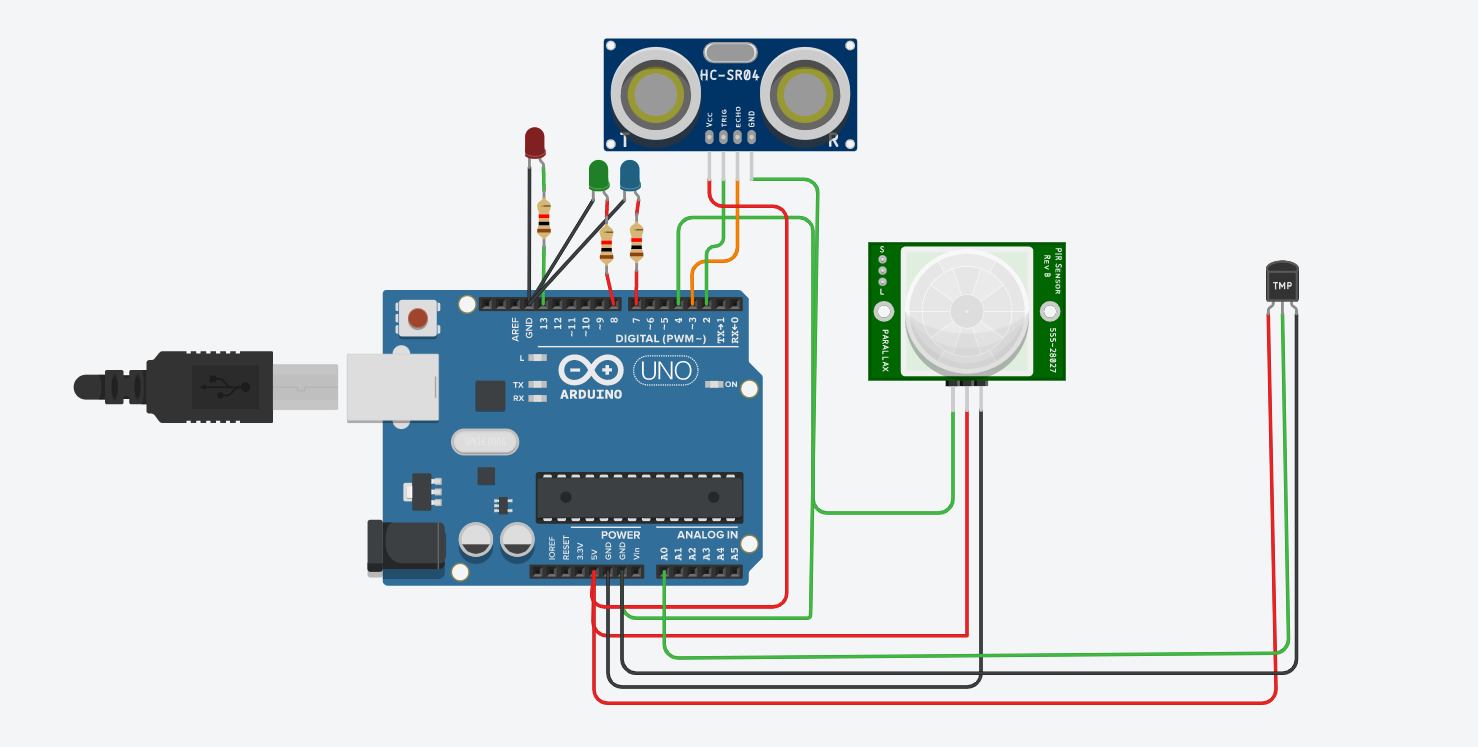 HC-SR04
VCC
TRIG
ECHO
GND
T
R
S
L
PIR SENSOR
REV B
PARALLAX
555-28027
TMP
AREF
GND
13
12
~11
~10
~9
8
7
~6
~5
4
~3
2
TX→1
RX←0
DIGITAL (PWM~)
L
TX
RX
ARDUINO
UNO
ON
POWER
ANALOG IN
IOREF
RESET
3.3V
5V
GND
GND
Vin
A0
A1
A2
A3
A4
A5